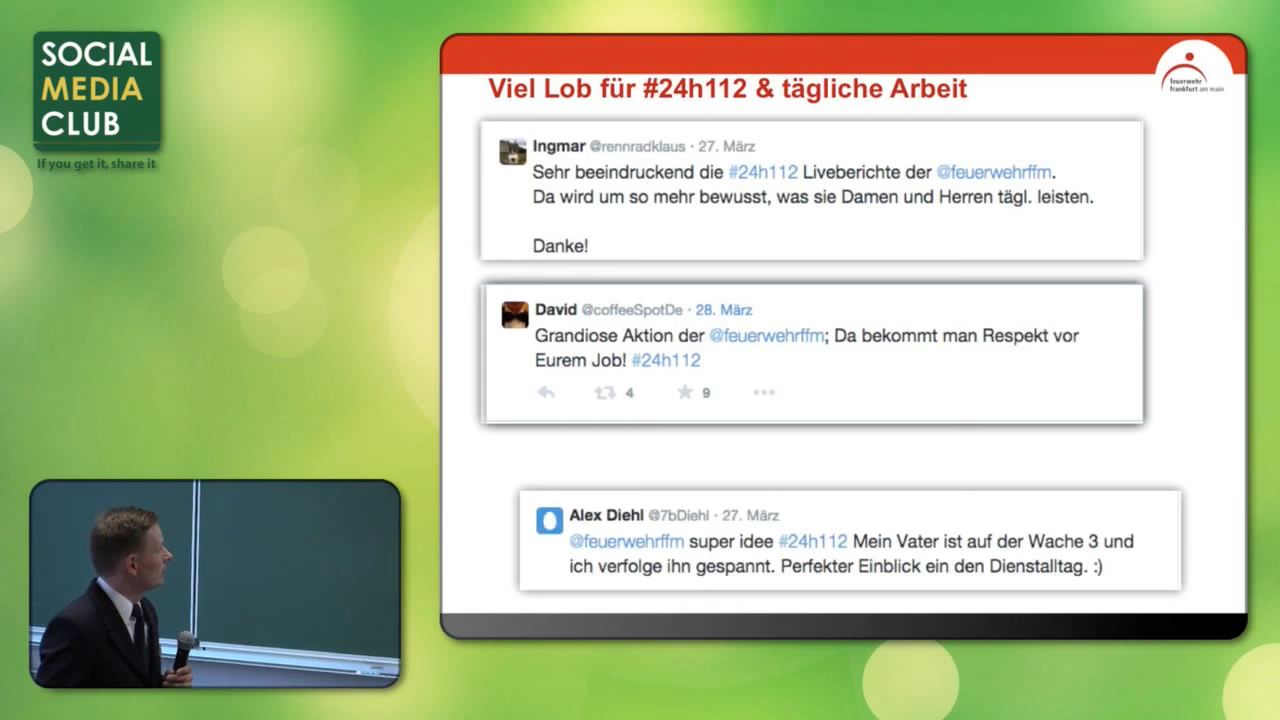 SOCIAL
MEDIA
CLUB
If you get it, share it
feuerwehr
frankfurt am main
Viel Lob für #24h112 & tägliche Arbeit
Ingmar @rennradklaus · 27. März
Sehr beeindruckend die #24h112 Liveberichte der @feuerwehrffm.
Da wird um so mehr bewusst, was sie Damen und Herren tägl. leisten.
Danke!
David @coffeeSpotDe · 28. März
Grandiose Aktion der @feuerwehrffm; Da bekommt man Respekt vor
Eurem Job! #24h112
4 9
Alex Diehl @7bDiehl · 27. März
@feuerwehrffm super idee #24h112 Mein Vater ist auf der Wache 3 und
ich verfolge ihn gespannt. Perfekter Einblick ein den Dienstalltag. :)